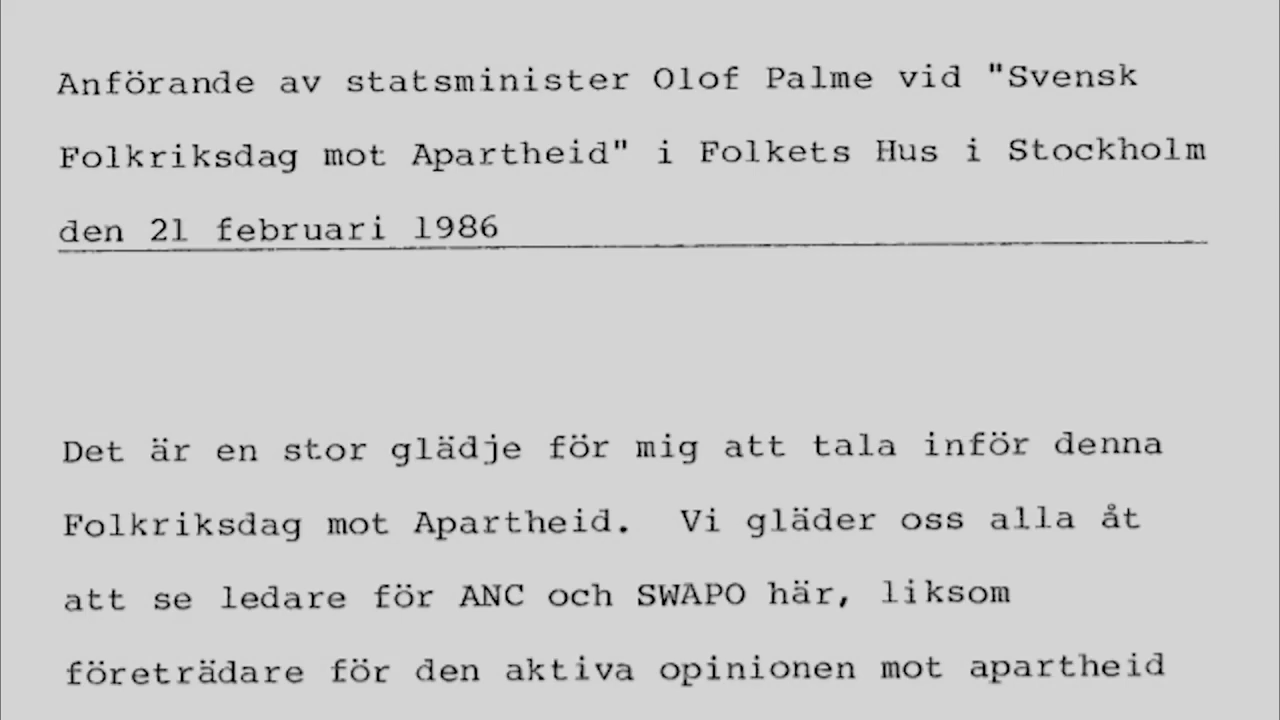 Anförande av statsminister Olof Palme vid "Svensk
Folkriksdag mot Apartheid" i Folkets Hus i Stockholm
den 21 februari 1986
Det är en stor glädje för mig att tala inför denna
Folkriksdag mot Apartheid. Vi gläder oss alla åt
att se ledare för ANC och SWAPO här, liksom
företrädare för den aktiva opinionen mot apartheid